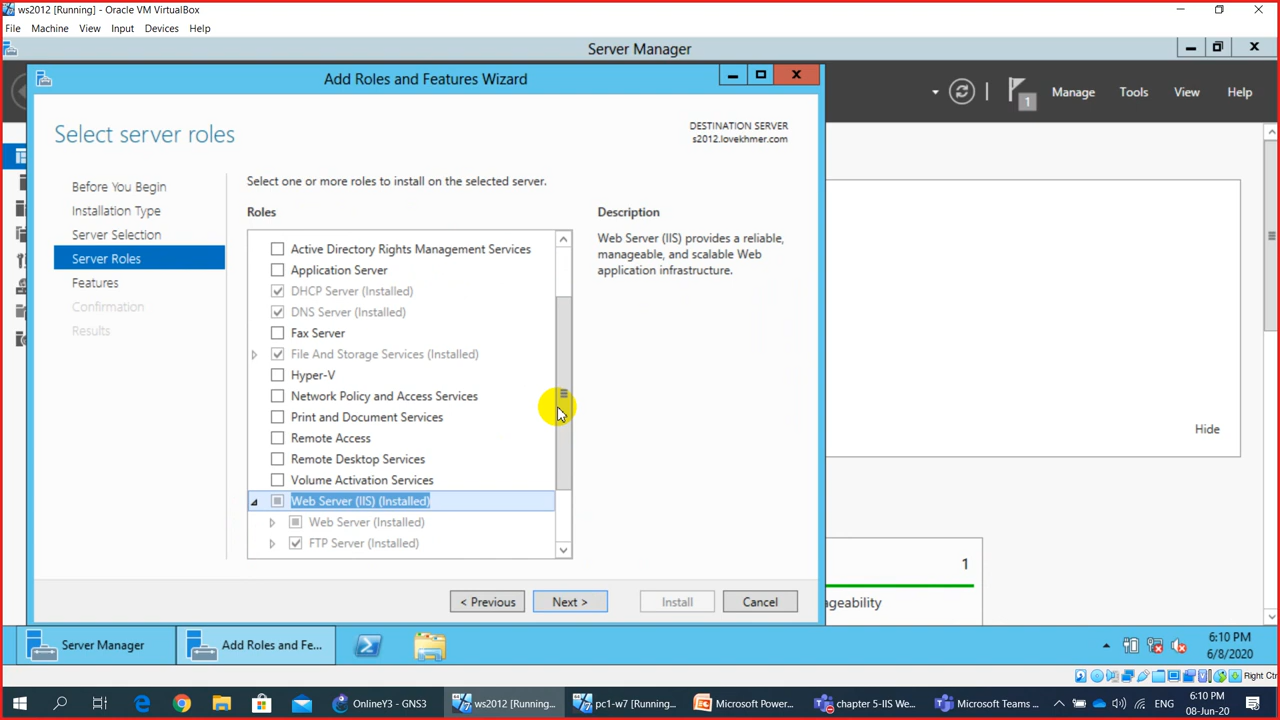 ws2012 [Running] - Oracle VM VirtualBox
File Machine View Input Devices Help
Server Manager
Add Roles and Features Wizard
1
Manage Tools View Help
Select server roles
DESTINATION SERVER
s2012.lovekhmer.com
Before You Begin
Installation Type
Server Selection
Server Roles
Features
Confirmation
Results
Select one or more roles to install on the selected server.
Roles
Active Directory Rights Management Services
Application Server
DHCP Server (Installed)
DNS Server (Installed)
Fax Server
File And Storage Services (Installed)
Hyper-V
Network Policy and Access Services
Print and Document Services
Remote Access
Remote Desktop Services
Volume Activation Services
Web Server (IIS) (Installed)
Web Server (Installed)
FTP Server (Installed)
Description
Web Server (IIS) provides a reliable,
manageable, and scalable Web
application infrastructure.
Hide
1
ageability
< Previous Next > Install Cancel
Server Manager
Add Roles and Fe...
6:10 PM
6/8/2020
Right Ctrl
OnlineY3 - GNS3
ws2012 [Running...
pc1-w7 [Running...
Microsoft Power...
chapter 5-IIS We...
Microsoft Teams ...
ENG
6:10 PM
08-Jun-20